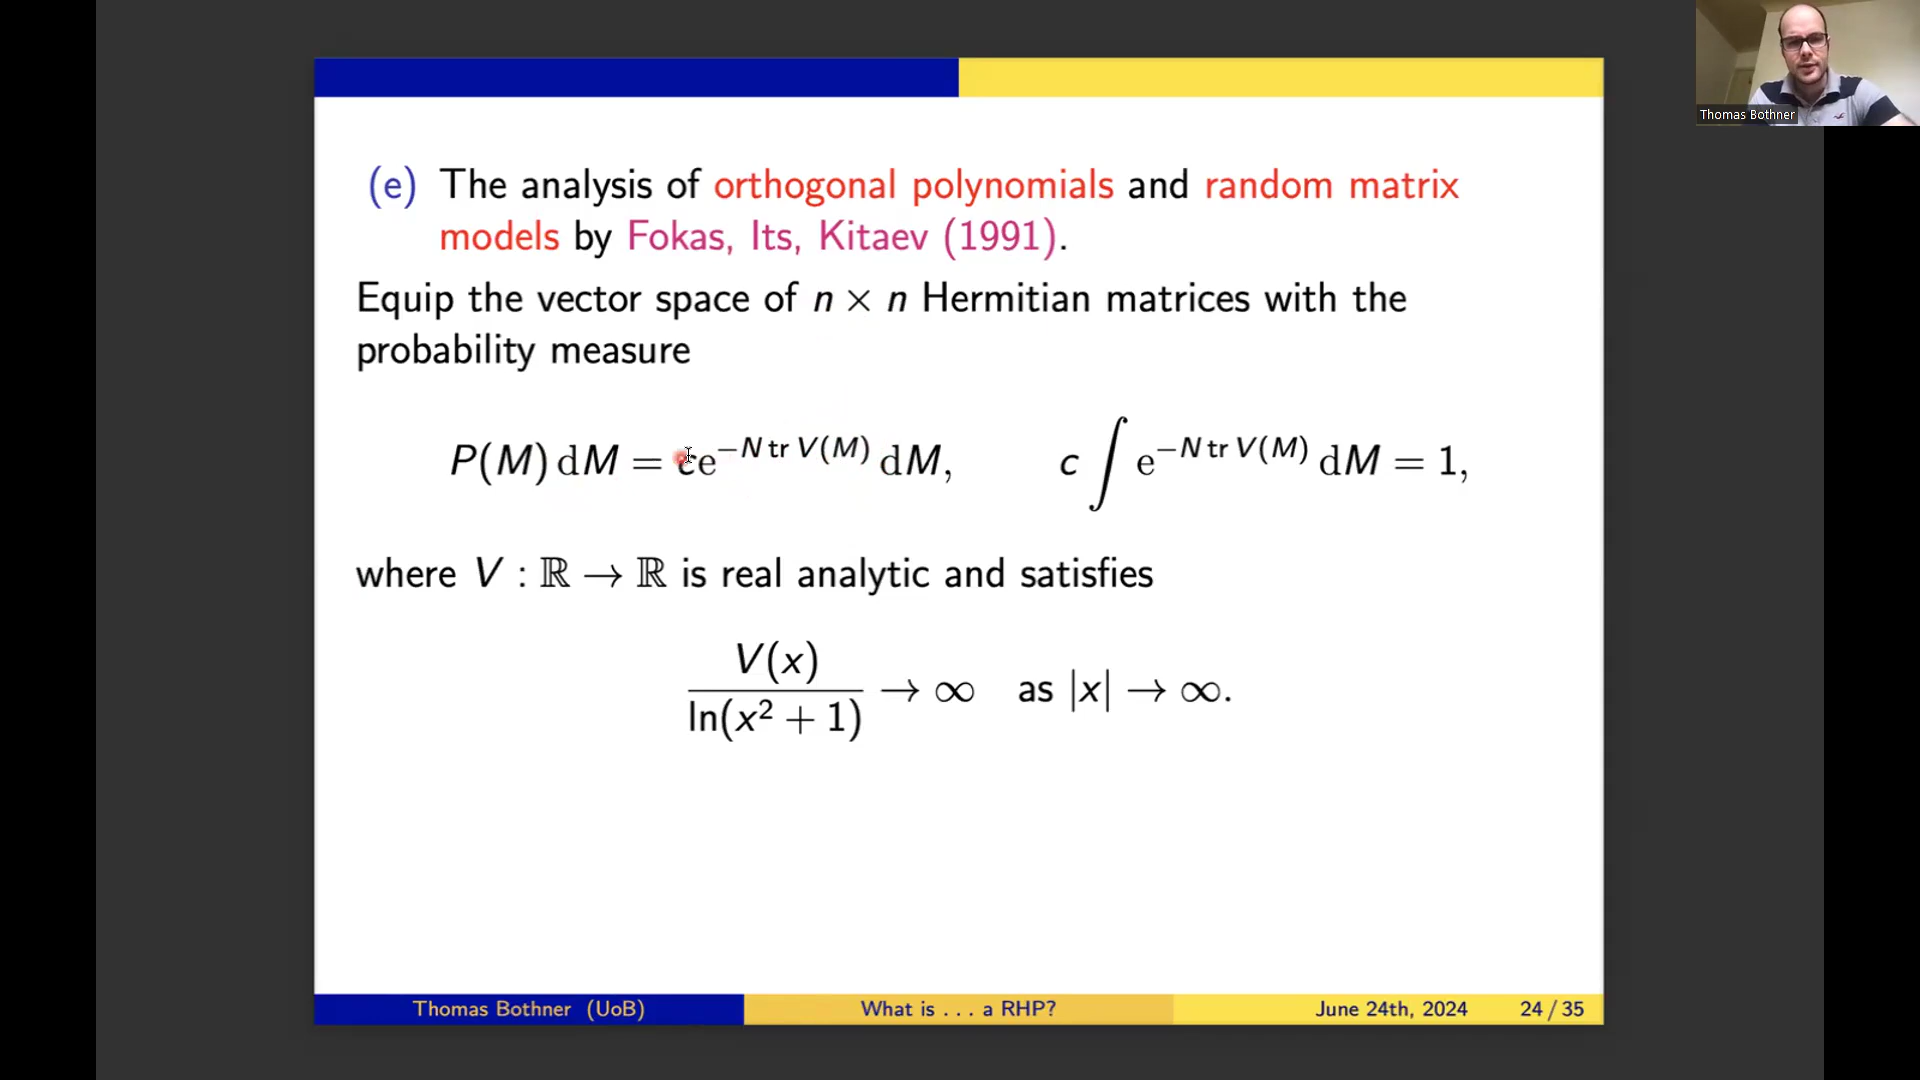 Thomas Bothner
(e) The analysis of orthogonal polynomials and random matrix
models by Fokas, Its, Kitaev (1991).
Equip the vector space of n × n Hermitian matrices with the
probability measure
P(M) dM = ce^{−N tr V(M)} dM,   c ∫ e^{−N tr V(M)} dM = 1,
where V : ℝ → ℝ is real analytic and satisfies
V(x) / ln(x² + 1) → ∞ as |x| → ∞.
Thomas Bothner (UoB) What is . . . a RHP? June 24th, 2024 24 / 35